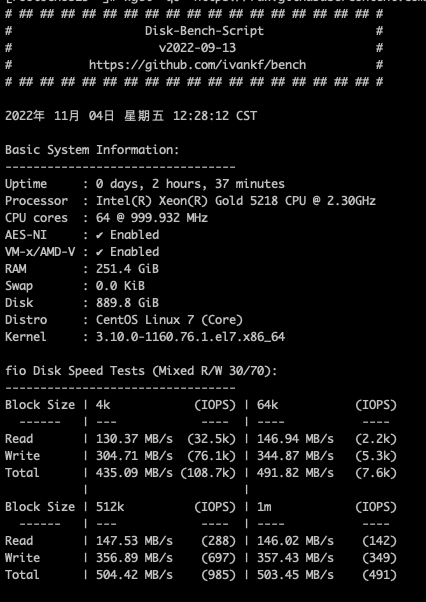 # ## ## ## ## ## ## ## ## ## ## ## ## ## ## ## ## ## #
# Disk-Bench-Script #
# v2022-09-13 #
# https://github.com/ivankf/bench #
# ## ## ## ## ## ## ## ## ## ## ## ## ## ## ## ## ## #
2022年 11月 04日 星期五 12:28:12 CST
Basic System Information:
---------------------------------
Uptime : 0 days, 2 hours, 37 minutes
Processor : Intel(R) Xeon(R) Gold 5218 CPU @ 2.30GHz
CPU cores : 64 @ 999.932 MHz
AES-NI : ✔ Enabled
VM-x/AMD-V : ✔ Enabled
RAM : 251.4 GiB
Swap : 0.0 KiB
Disk : 889.8 GiB
Distro : CentOS Linux 7 (Core)
Kernel : 3.10.0-1160.76.1.el7.x86_64
fio Disk Speed Tests (Mixed R/W 30/70):
---------------------------------
Block Size | 4k (IOPS) | 64k (IOPS)
------ | --- ---- | ---- ----
Read | 130.37 MB/s (32.5k) | 146.94 MB/s (2.2k)
Write | 304.71 MB/s (76.1k) | 344.87 MB/s (5.3k)
Total | 435.09 MB/s (108.7k) | 491.82 MB/s (7.6k)
| |
Block Size | 512k (IOPS) | 1m (IOPS)
------ | --- ---- | ---- ----
Read | 147.53 MB/s (288) | 146.02 MB/s (142)
Write | 356.89 MB/s (697) | 357.43 MB/s (349)
Total | 504.42 MB/s (985) | 503.45 MB/s (491)